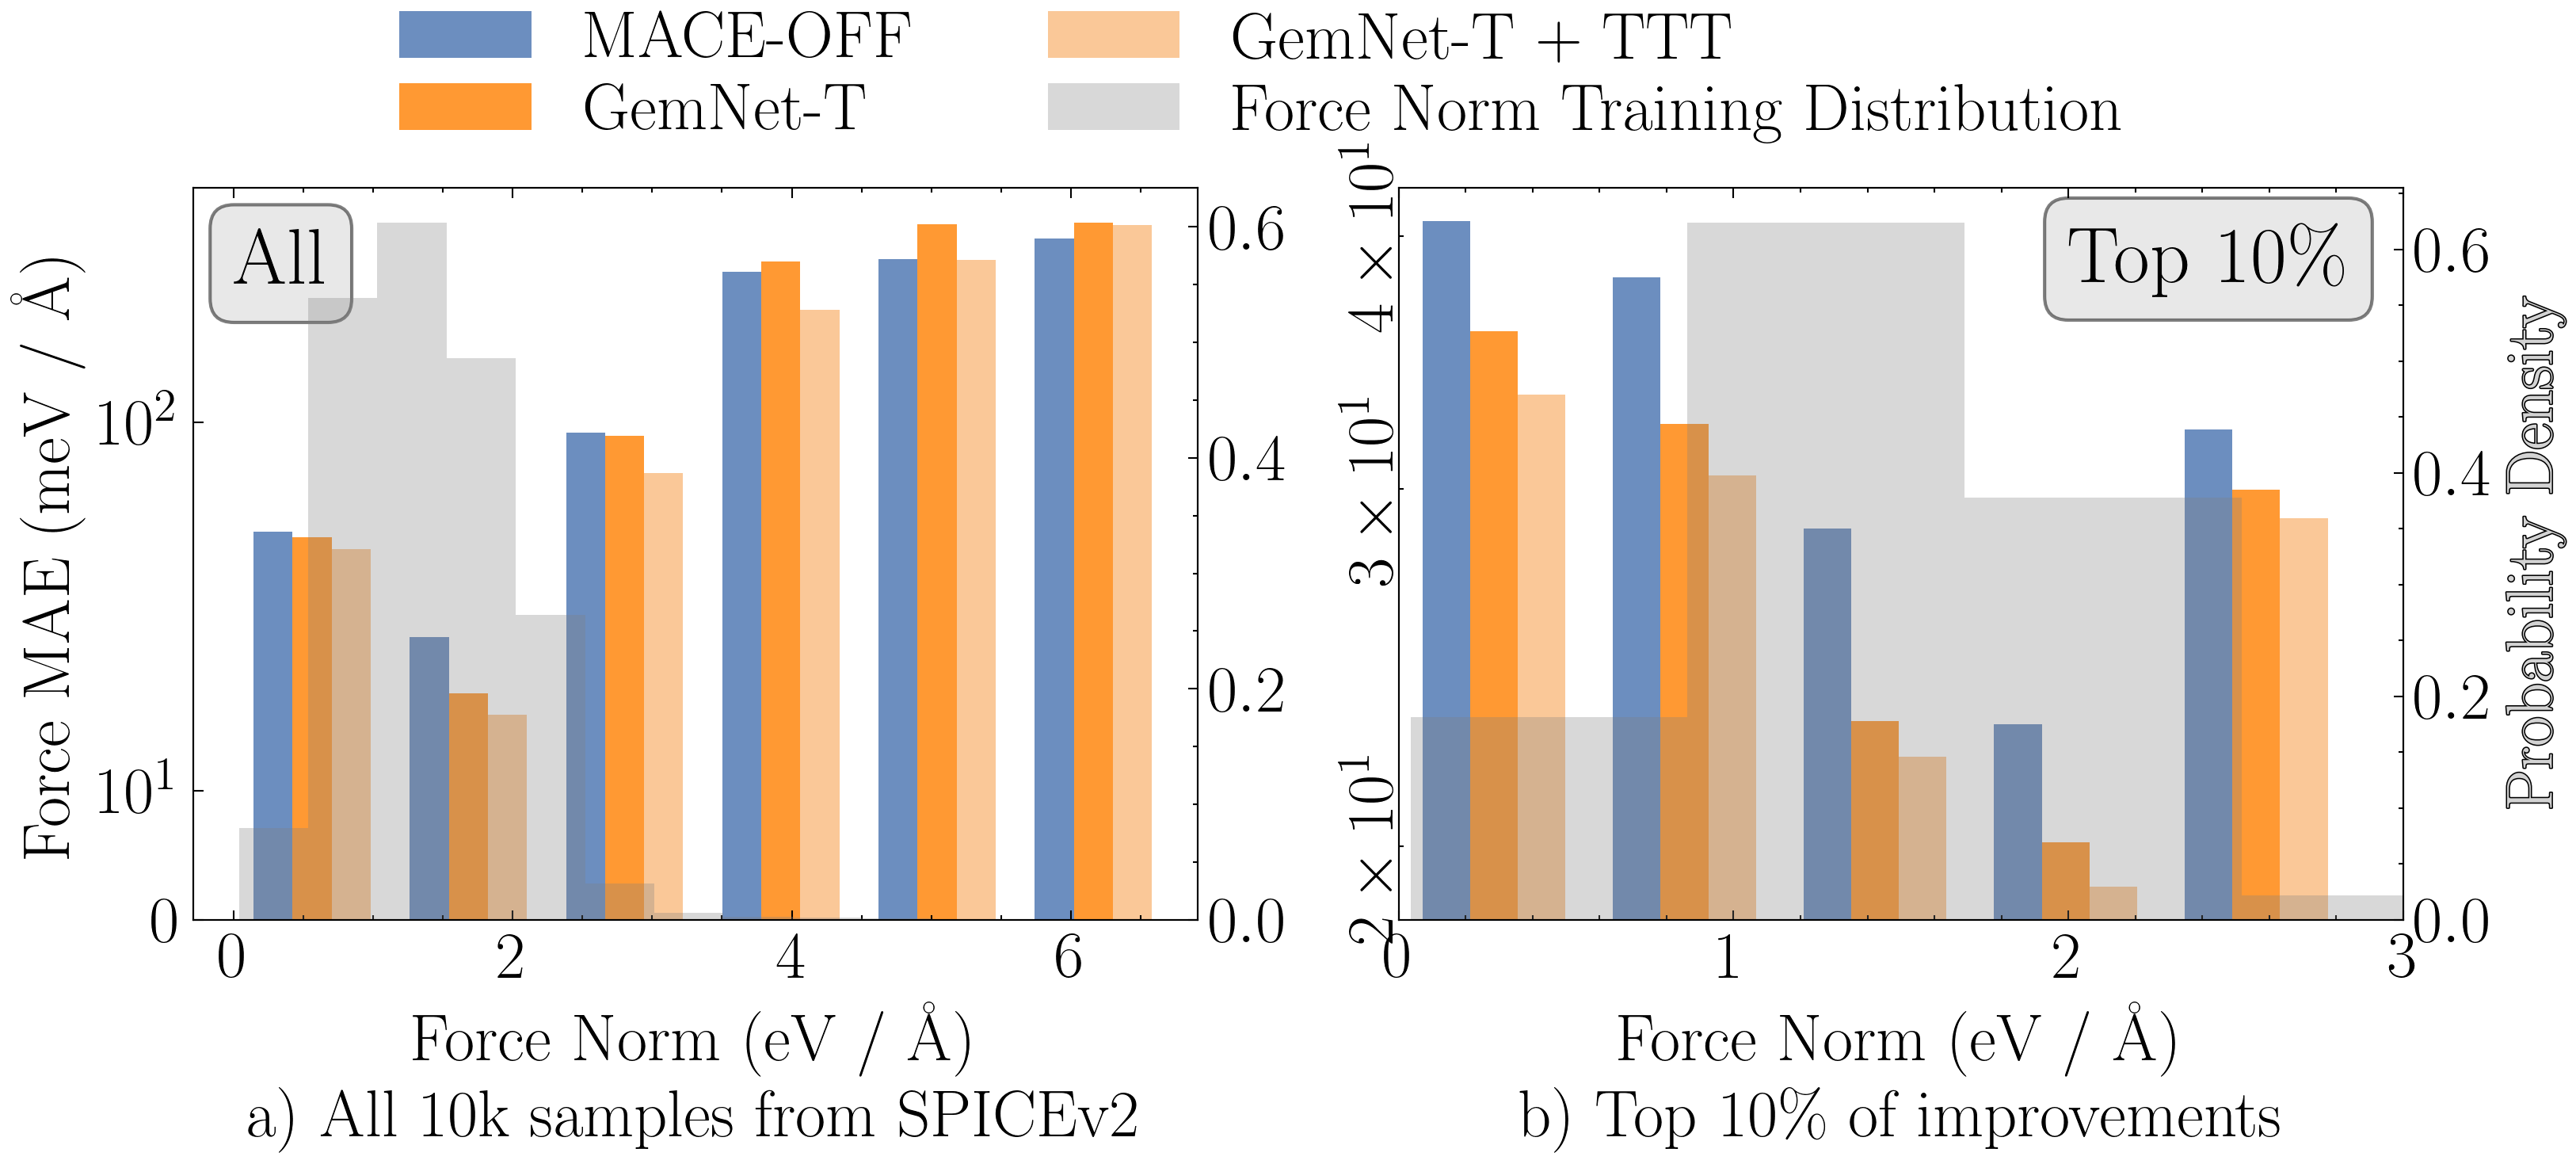 MACE-OFF
GemNet-T
GemNet-T + TTT
Force Norm Training Distribution
All
Force MAE (meV / Å)
10²
10¹
0
0.6
0.4
0.2
0.0
0 2 4 6
Force Norm (eV / Å)
a) All 10k samples from SPICEv2
Top 10%
4 × 10¹
3 × 10¹
2 × 10¹
0.6
0.4
0.2
0.0
Probability Density
0 1 2 3
Force Norm (eV / Å)
b) Top 10% of improvements